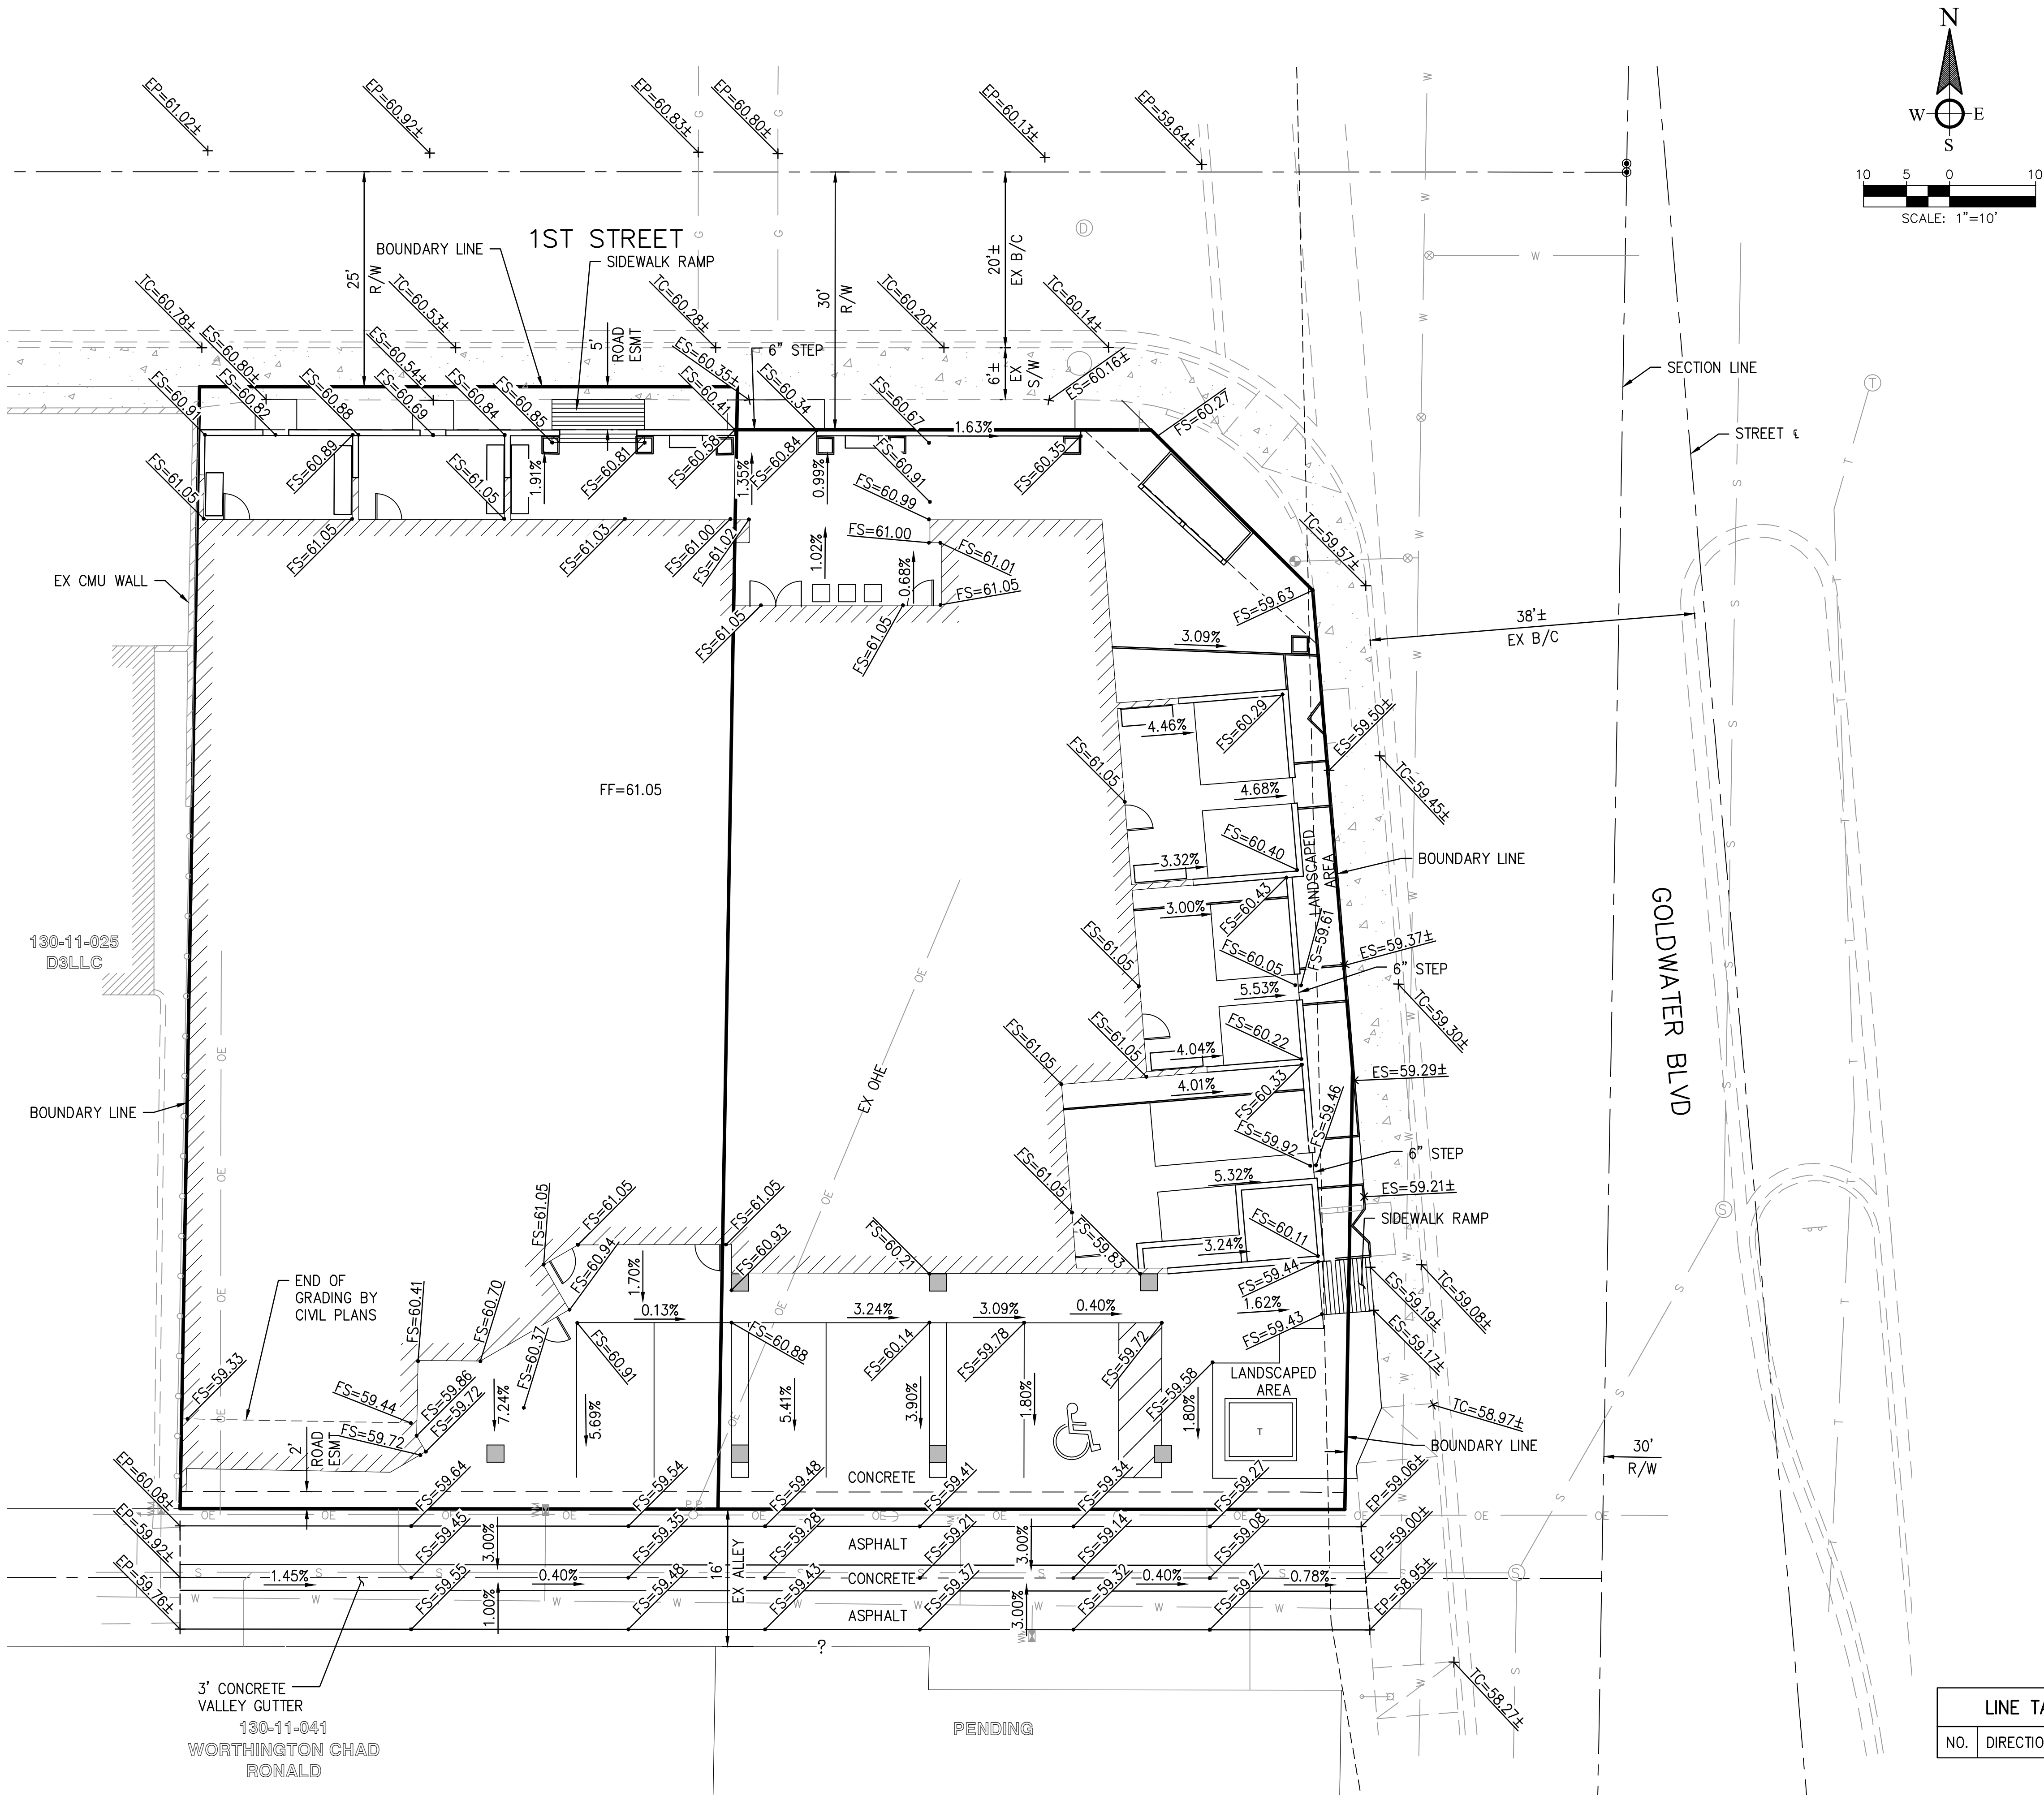 N
W
E
S
10
5
0
10
SCALE: 1"=10'
EP=61.02±
EP=60.92±
EP=60.83±
EP=60.80±
EP=60.13±
EP=59.64±
G
G
G
G
1ST STREET
BOUNDARY LINE
SIDEWALK RAMP
25'
R/W
30'
R/W
20'±
EX B/C
D
W
W
W
W
W
W
TC=60.78±
TC=60.53±
TC=60.28±
TC=60.20±
TC=60.14±
ES=60.80±
ES=60.54±
ES=60.35±
5'
ROAD
ESMT
6" STEP
6'±
EX
S/W
ES=60.16±
FS=60.97
FS=60.82
FS=60.88
FS=60.69
FS=60.84
FS=60.85
FS=60.41
FS=60.34
FS=60.67
1.63%
FS=60.27
FS=61.05
FS=60.89
FS=61.05
1.91%
FS=60.81
FS=60.58
1.35%
FS=60.84
0.99%
FS=60.91
FS=60.99
FS=60.35
FS=61.05
FS=61.03
FS=61.00
FS=61.02
1.02%
FS=61.00
0.68%
FS=61.01
FS=61.05
FS=61.05
FS=61.05
TC=59.57±
FS=59.63
EX CMU WALL
SECTION LINE
STREET ℄
T
T
38'±
EX B/C
3.09%
FF=61.05
4.46%
FS=60.29
FS=61.05
4.68%
ES=59.50±
TC=59.45±
3.32%
FS=60.40
LANDSCAPED
AREA
BOUNDARY LINE
3.00%
FS=60.43
FS=59.61
FS=61.05
FS=60.05
ES=59.37±
6" STEP
5.53%
TC=59.30±
GOLDWATER BLVD
130-11-025
D3LLC
OE
OE
EX OHE
OE
OE
OE
OE
OE
OE
OE
FS=61.05
FS=61.05
FS=60.22
4.04%
4.01%
FS=60.33
FS=59.46
ES=59.29±
BOUNDARY LINE
FS=59.92
6" STEP
FS=61.05
5.32%
ES=59.21±
SIDEWALK RAMP
FS=61.05
FS=61.05
FS=61.05
FS=60.94
FS=60.93
FS=60.21
FS=59.83
FS=60.11
3.24%
FS=59.44
1.70%
0.13%
3.24%
3.09%
0.40%
1.62%
FS=59.43
ES=59.19±
TC=59.08±
ES=59.17±
END OF
GRADING BY
CIVIL PLANS
FS=60.41
FS=60.70
FS=60.37
FS=60.91
FS=60.88
FS=60.14
FS=59.78
FS=59.72
FS=59.58
FS=59.33
FS=59.44
FS=59.86
FS=59.72
FS=59.72
7.24%
5.69%
5.41%
3.90%
1.80%
1.80%
LANDSCAPED
AREA
T
TC=58.97±
BOUNDARY LINE
30'
R/W
2'
ROAD
ESMT
CONCRETE
EP=60.08±
FS=59.64
FS=59.54
FS=59.48
FS=59.41
FS=59.34
FS=59.27
EP=59.06±
OE
OE
OE
OE
OE
OE
OE
OE
OE
EP=59.92±
FS=59.45
3.00%
FS=59.35
FS=59.28
ASPHALT
FS=59.21
3.00%
FS=59.14
FS=59.08
EP=59.00±
1.45%
0.40%
16'
EX ALLEY
CONCRETE
0.40%
0.78%
EP=59.76±
FS=59.55
1.00%
FS=59.48
FS=59.43
ASPHALT
FS=59.37
3.00%
FS=59.32
FS=59.27
EP=58.95±
?
TC=58.27±
3' CONCRETE
VALLEY GUTTER
130-11-041
WORTHINGTON CHAD
RONALD
PENDING
LINE TA
NO.
DIRECTIO